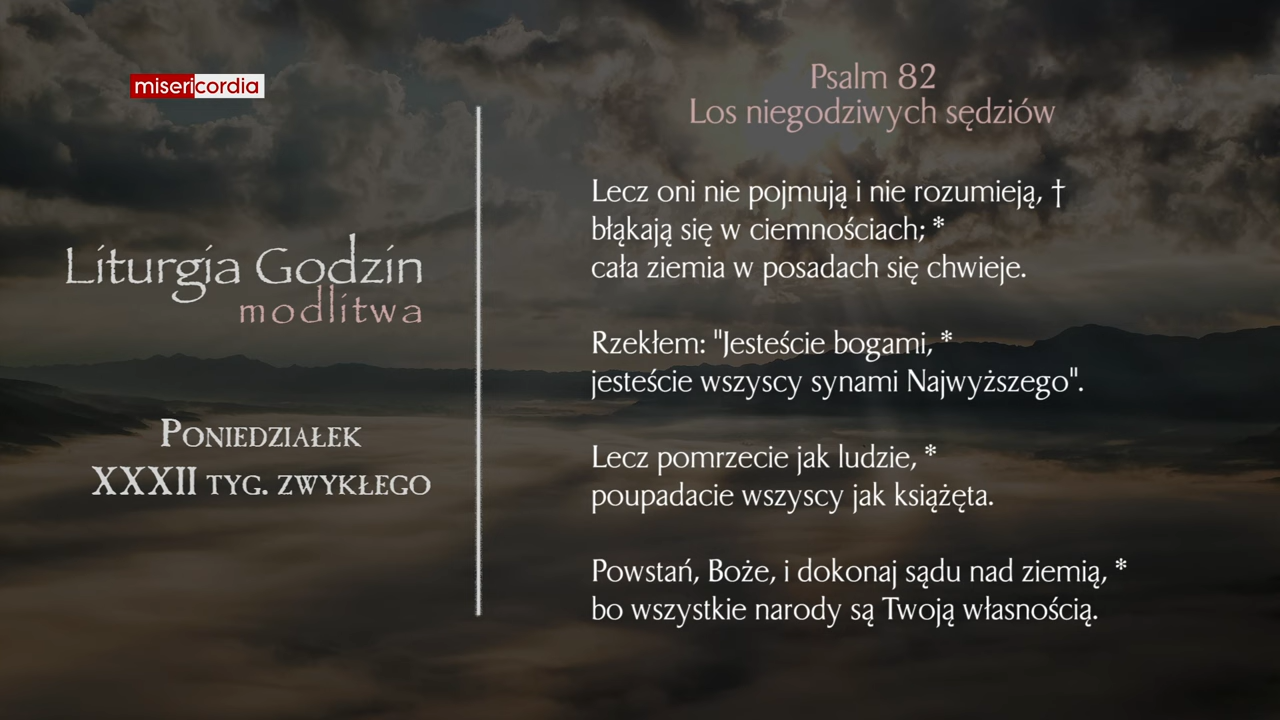 misericordia
Liturgia Godzin
modlitwa
Poniedziałek
XXXII tyg. zwykłego
Psalm 82
Los niegodziwych sędziów
Lecz oni nie pojmują i nie rozumieją, †
błąkają się w ciemnościach; *
cała ziemia w posadach się chwieje.
Rzekłem: "Jesteście bogami, *
jesteście wszyscy synami Najwyższego".
Lecz pomrzecie jak ludzie, *
poupadacie wszyscy jak książęta.
Powstań, Boże, i dokonaj sądu nad ziemią, *
bo wszystkie narody są Twoją własnością.